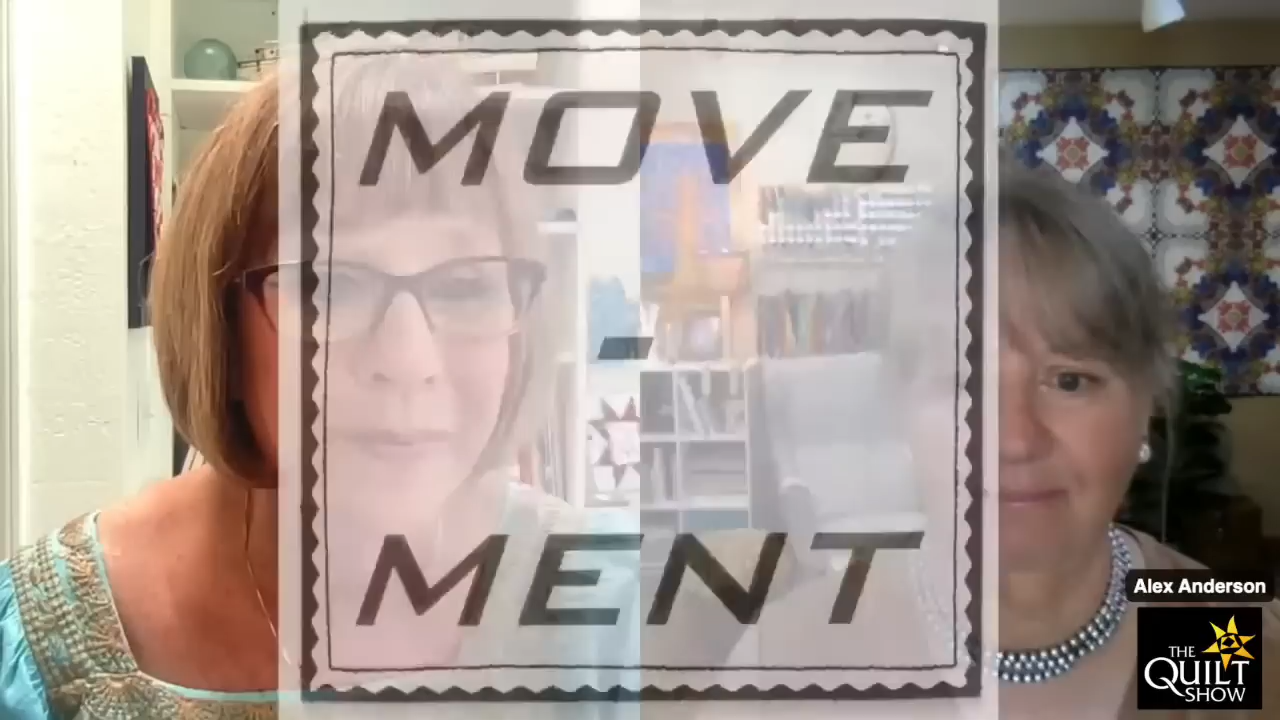 MOVE
-
MENT
Alex Anderson
THE
QUILT
SHOW